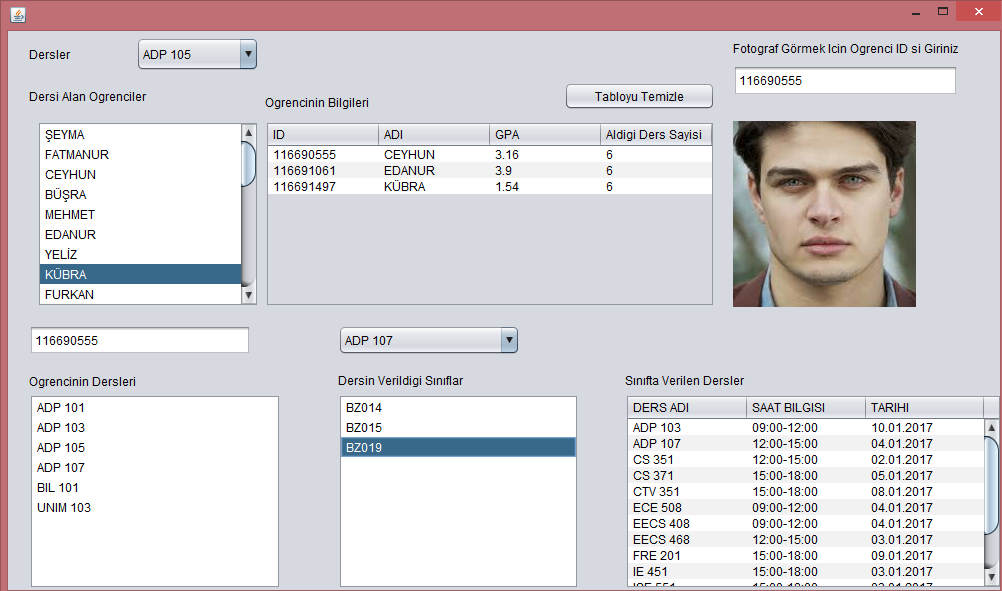 Dersler
ADP 105
Fotograf Görmek Icin Ogrenci ID si Giriniz
116690555
Dersi Alan Ogrenciler
Ogrencinin Bilgileri
Tabloyu Temizle
ŞEYMA
FATMANUR
CEYHUN
BÜŞRA
MEHMET
EDANUR
YELİZ
KÜBRA
FURKAN
ID ADI GPA Aldigi Ders Sayisi
116690555 CEYHUN 3.16 6
116691061 EDANUR 3.9 6
116691497 KÜBRA 1.54 6
116690555
ADP 107
Ogrencinin Dersleri
ADP 101
ADP 103
ADP 105
ADP 107
BIL 101
UNIM 103
Dersin Verildigi Sınıflar
BZ014
BZ015
BZ019
Sınıfta Verilen Dersler
DERS ADI SAAT BILGISI TARIHI
ADP 103 09:00-12:00 10.01.2017
ADP 107 12:00-15:00 04.01.2017
CS 351 12:00-15:00 02.01.2017
CS 371 15:00-18:00 05.01.2017
CTV 351 15:00-18:00 08.01.2017
ECE 508 09:00-12:00 04.01.2017
EECS 408 09:00-12:00 04.01.2017
EECS 468 12:00-15:00 03.01.2017
FRE 201 15:00-18:00 09.01.2017
IE 451 15:00-18:00 03.01.2017